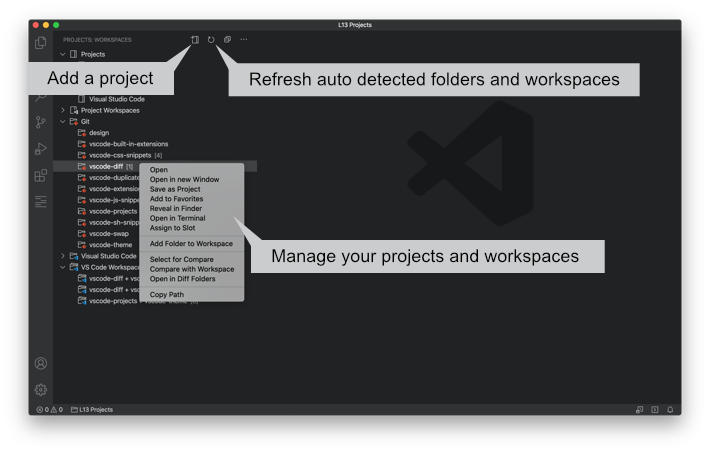 L13 Projects
PROJECTS: WORKSPACES
Projects
Add a project
Refresh auto detected folders and workspaces
Visual Studio Code
Project Workspaces
Git
design
vscode-built-in-extensions
vscode-css-snippets [4]
vscode-diff [1]
vscode-duplicate
vscode-extension
vscode-js-snippe
vscode-projects
vscode-sh-snipp
vscode-swap
vscode-theme
Open
Open in new Window
Save as Project
Add to Favorites
Reveal in Finder
Open in Terminal
Assign to Slot
Add Folder to Workspace
Select for Compare
Compare with Workspace
Open in Diff Folders
Copy Path
Manage your projects and workspaces
Visual Studio Code
VS Code Workspac
vscode-diff + vsc
vscode-diff + vsc
vscode-projects
0 0 L13 Projects